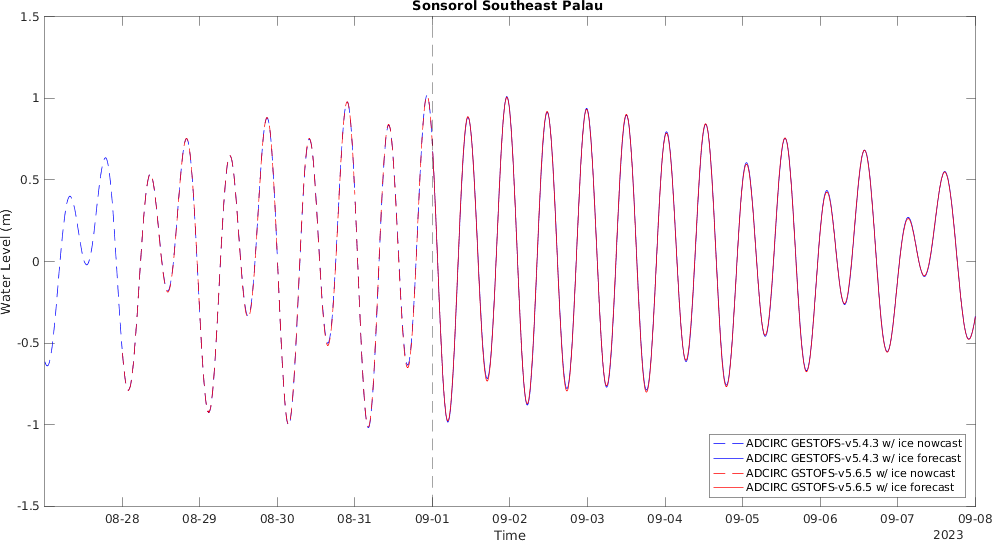 Sonsorol Southeast Palau
1.5
1
0.5
0
-0.5
-1
-1.5
Water Level (m)
08-28 08-29 08-30 08-31 09-01 09-02 09-03 09-04 09-05 09-06 09-07 09-08
Time
2023
ADCIRC GESTOFS-v5.4.3 w/ ice nowcast
ADCIRC GESTOFS-v5.4.3 w/ ice forecast
ADCIRC GSTOFS-v5.6.5 w/ ice nowcast
ADCIRC GSTOFS-v5.6.5 w/ ice forecast